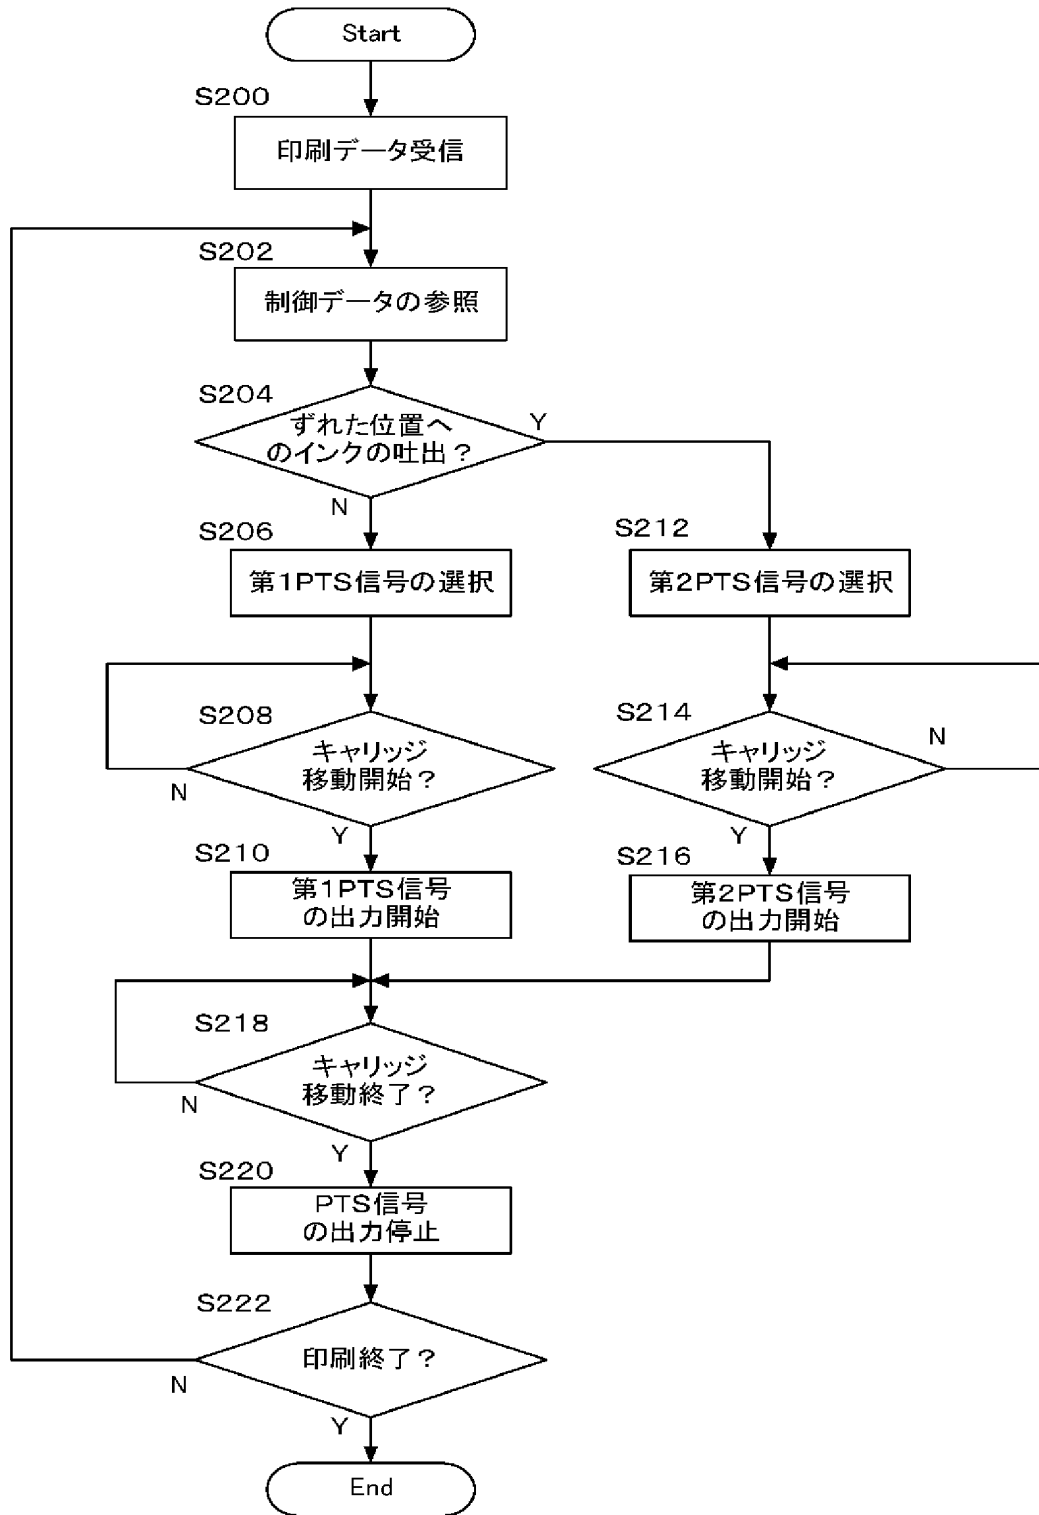 Start
S200
印刷データ受信
S202
制御データの参照
S204
ずれた位置へ
のインクの吐出？
Y
N
S206
第1PTS信号の選択
S212
第2PTS信号の選択
S208
キャリッジ
移動開始？
N
Y
S214
キャリッジ
移動開始？
N
Y
S210
第1PTS信号
の出力開始
S216
第2PTS信号
の出力開始
S218
キャリッジ
移動終了？
N
Y
S220
PTS信号
の出力停止
S222
印刷終了？
N
Y
End